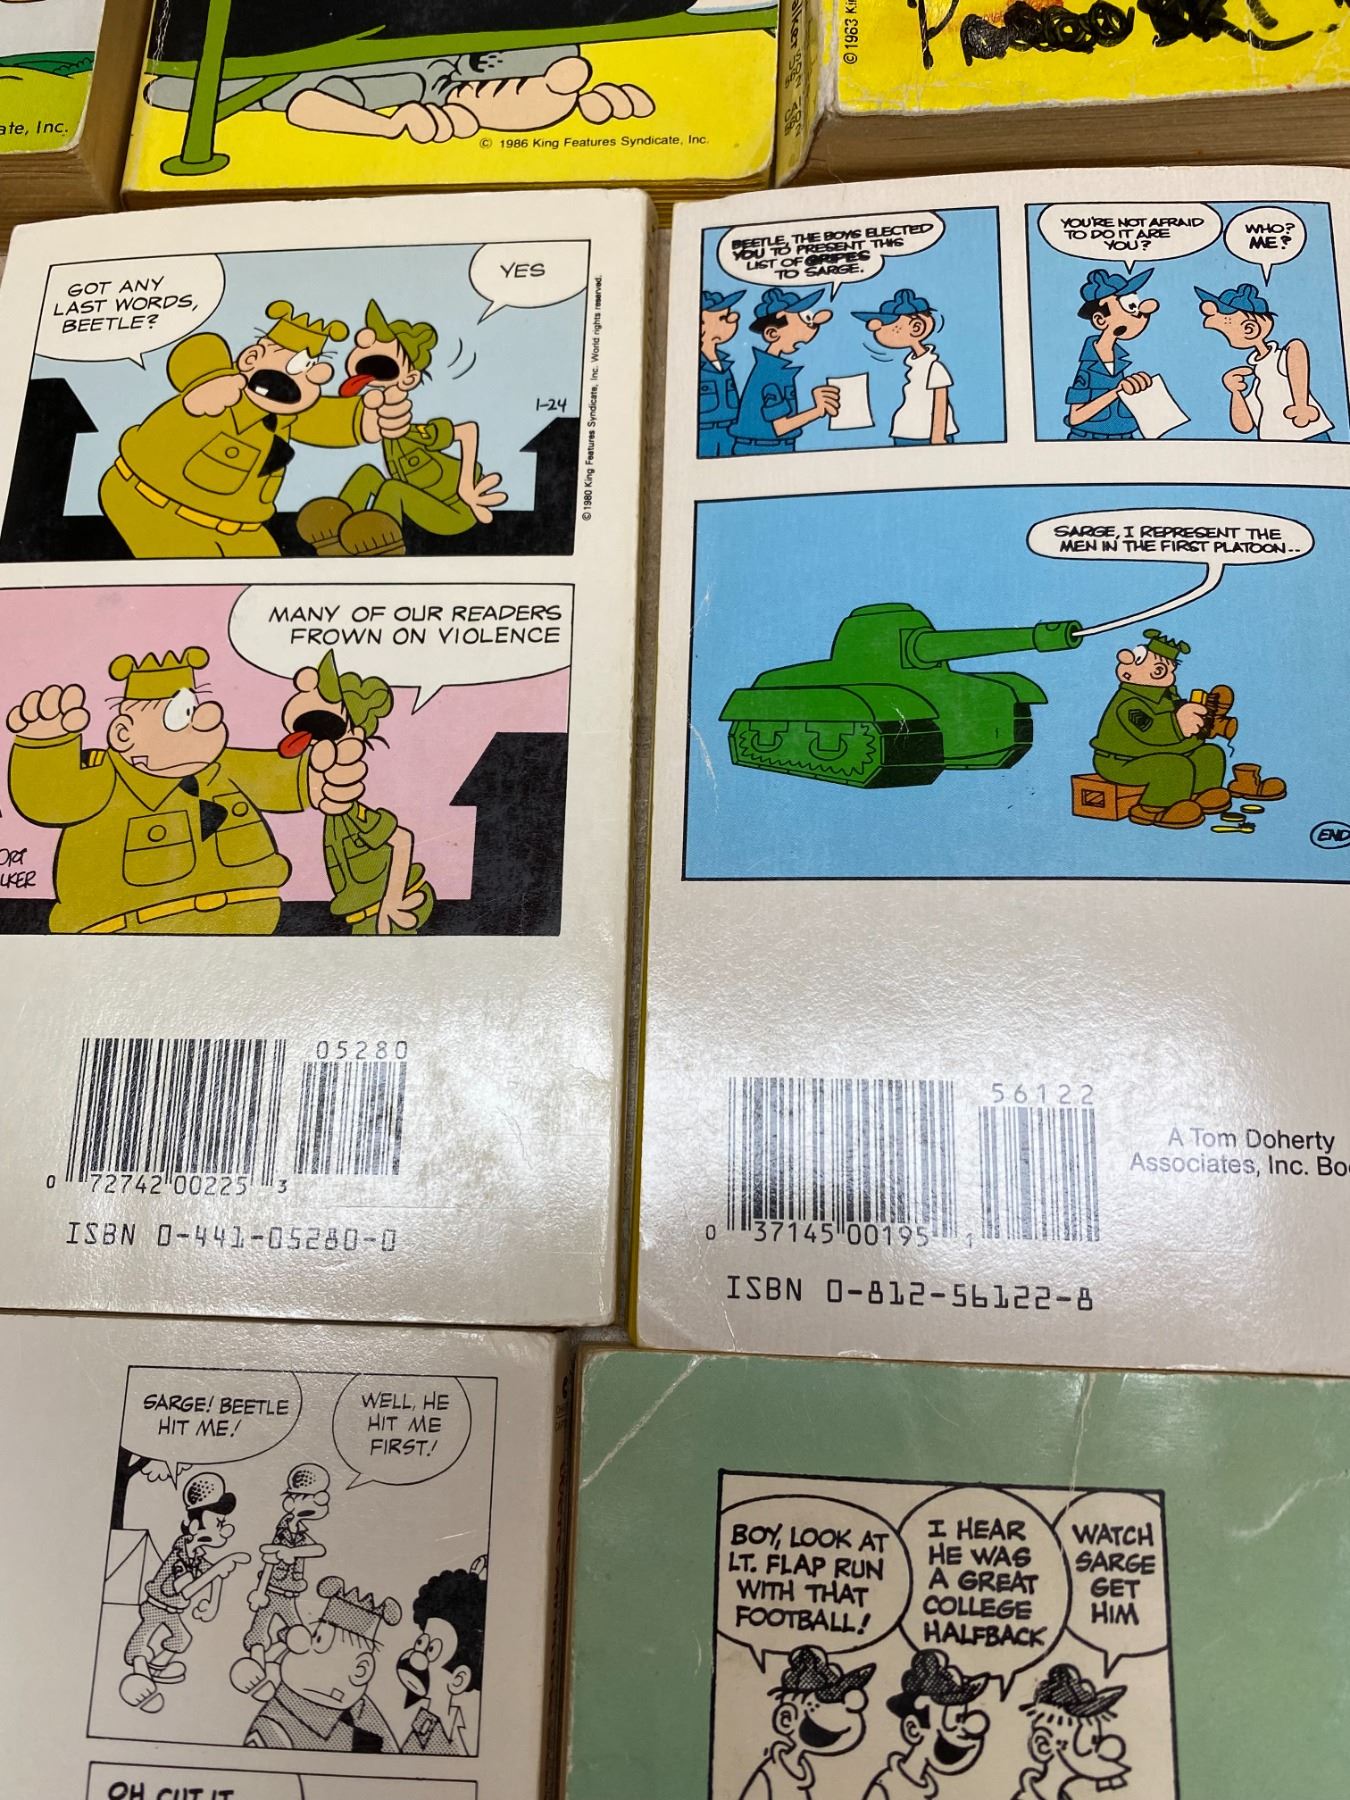 ate, Inc.
© 1986 King Features Syndicate, Inc.
© 1963 Ki
GOT ANY
LAST WORDS,
BEETLE?
YES
1-24
© 1980 King Features Syndicate, Inc. World rights reserved.
MANY OF OUR READERS
FROWN ON VIOLENCE
ORT
LKER
05280
0 72742 00225 3
ISBN 0-441-05280-0
BEETLE, THE BOYS ELECTED
YOU TO PRESENT THIS
LIST OF GRIPES
TO SARGE.
YOU'RE NOT AFRAID
TO DO IT ARE
YOU?
WHO?
ME?
SARGE, I REPRESENT THE
MEN IN THE FIRST PLATOON--
END
56122
0 37145 00195 1
A Tom Doherty
Associates, Inc. Bo
ISBN 0-812-56122-8
SARGE! BEETLE
HIT ME!
WELL, HE
HIT ME
FIRST!
OH CUT IT
BOY, LOOK AT
LT. FLAP RUN
WITH THAT
FOOTBALL!
I HEAR
HE WAS
A GREAT
COLLEGE
HALFBACK
WATCH
SARGE
GET
HIM